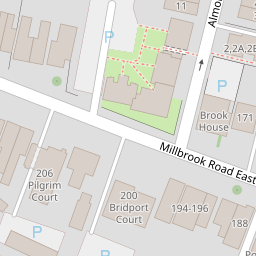 11
P
Almo
2,2A,2B
P
Brook
House
171
Millbrook Road East
206
Pilgrim
Court
200
Bridport
Court
194-196
188
P
P
Po